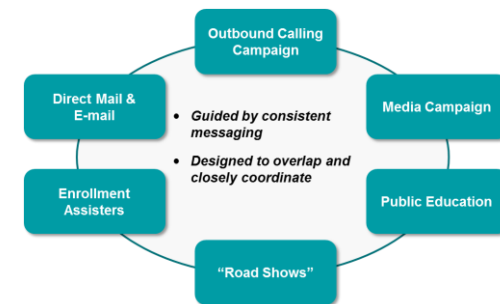 Outbound Calling
Campaign
Direct Mail &
E-mail
Media Campaign
• Guided by consistent
messaging
• Designed to overlap and
closely coordinate
Enrollment
Assisters
Public Education
“Road Shows”